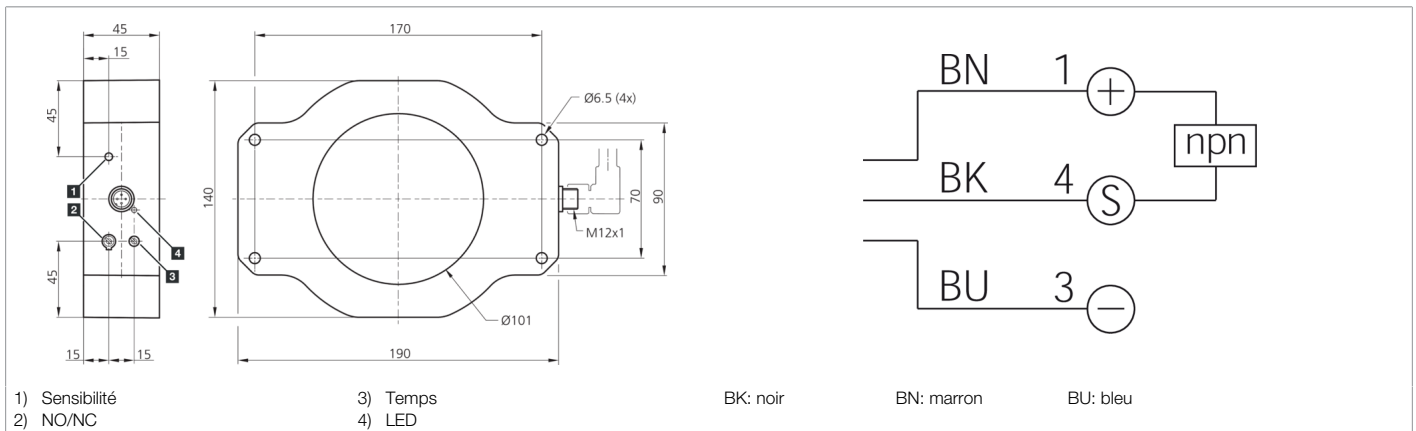 45
15
45
1
2
4
3
45
15
15
170
Ø6.5 (4x)
140
70
90
M12x1
Ø101
190
BN 1 +
npn
BK 4 S
BU 3 −
1) Sensibilité
2) NO/NC
3) Temps
4) LED
BK: noir
BN: marron
BU: bleu